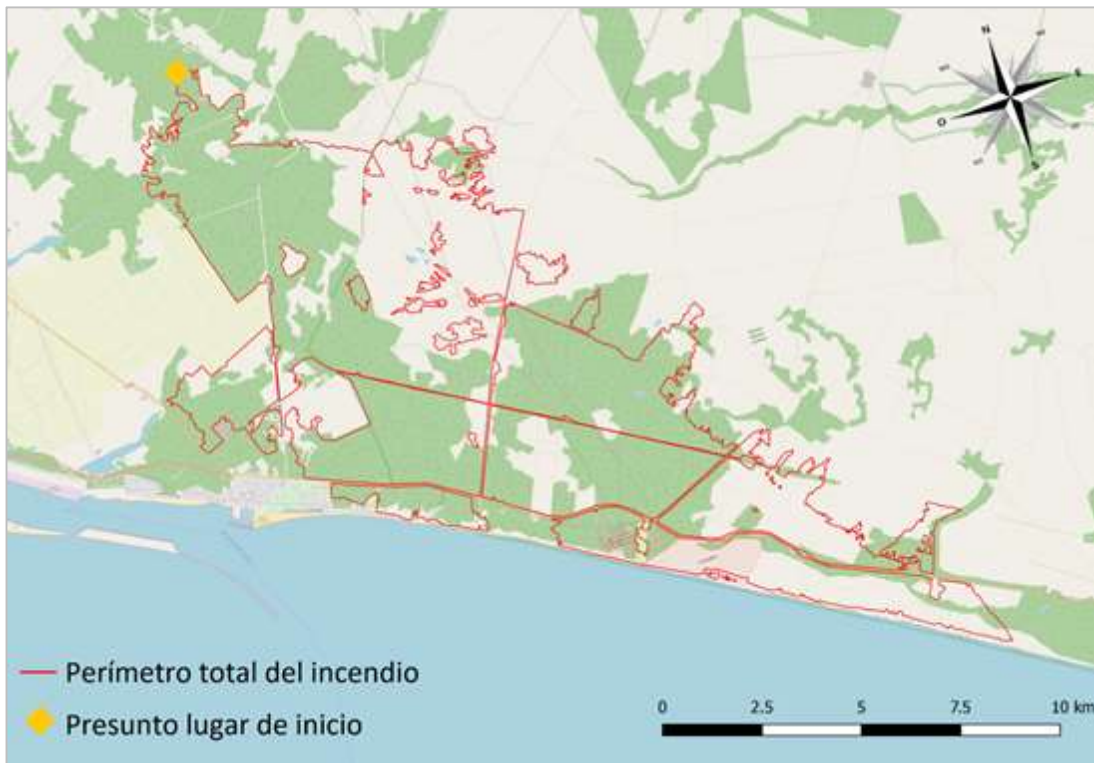 N
E
O
S
Perímetro total del incendio
Presunto lugar de inicio
0 2.5 5 7.5 10 km